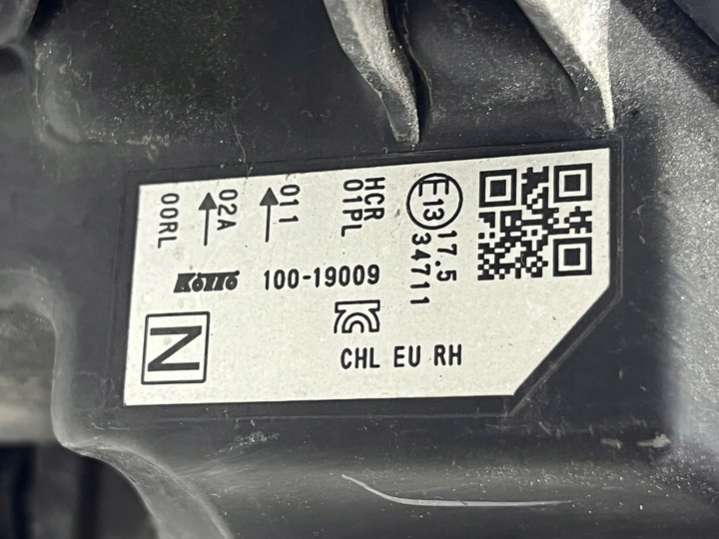 HCR
01PL
011
02A
00RL
E13
17.5
34711
KOITO
100-19009
N
CHL EU RH